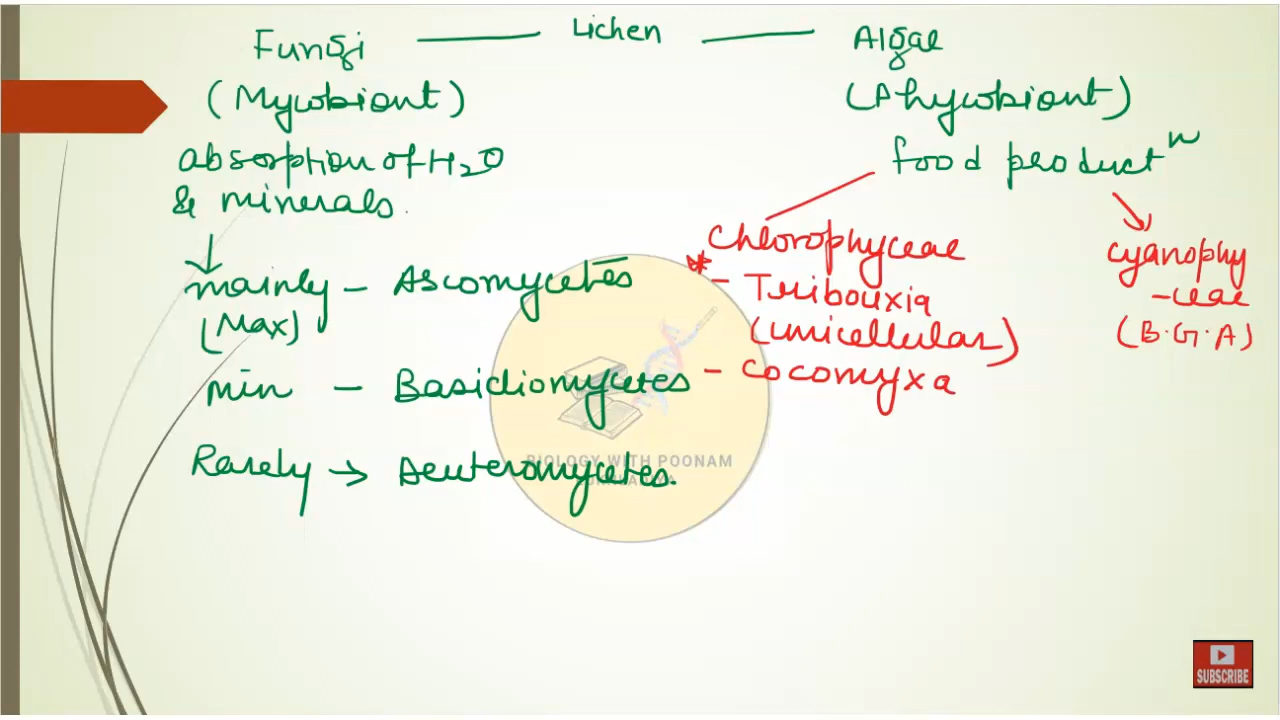 Fungi — Lichen — Algae
(Mycobiont)
absorption of H₂O
& minerals.
mainly - Ascomycetes
(Max)
min - Basidiomycetes
Rarely → Deuteromycetes.
(Phycobiont)
food productⁿ
Chlorophyceae
* - Tribouxia
(unicellular)
- Cocomyxa
cyanophy
-ceae
(B.G.A)
BIOLOGY WITH POONAM
SUBSCRIBE